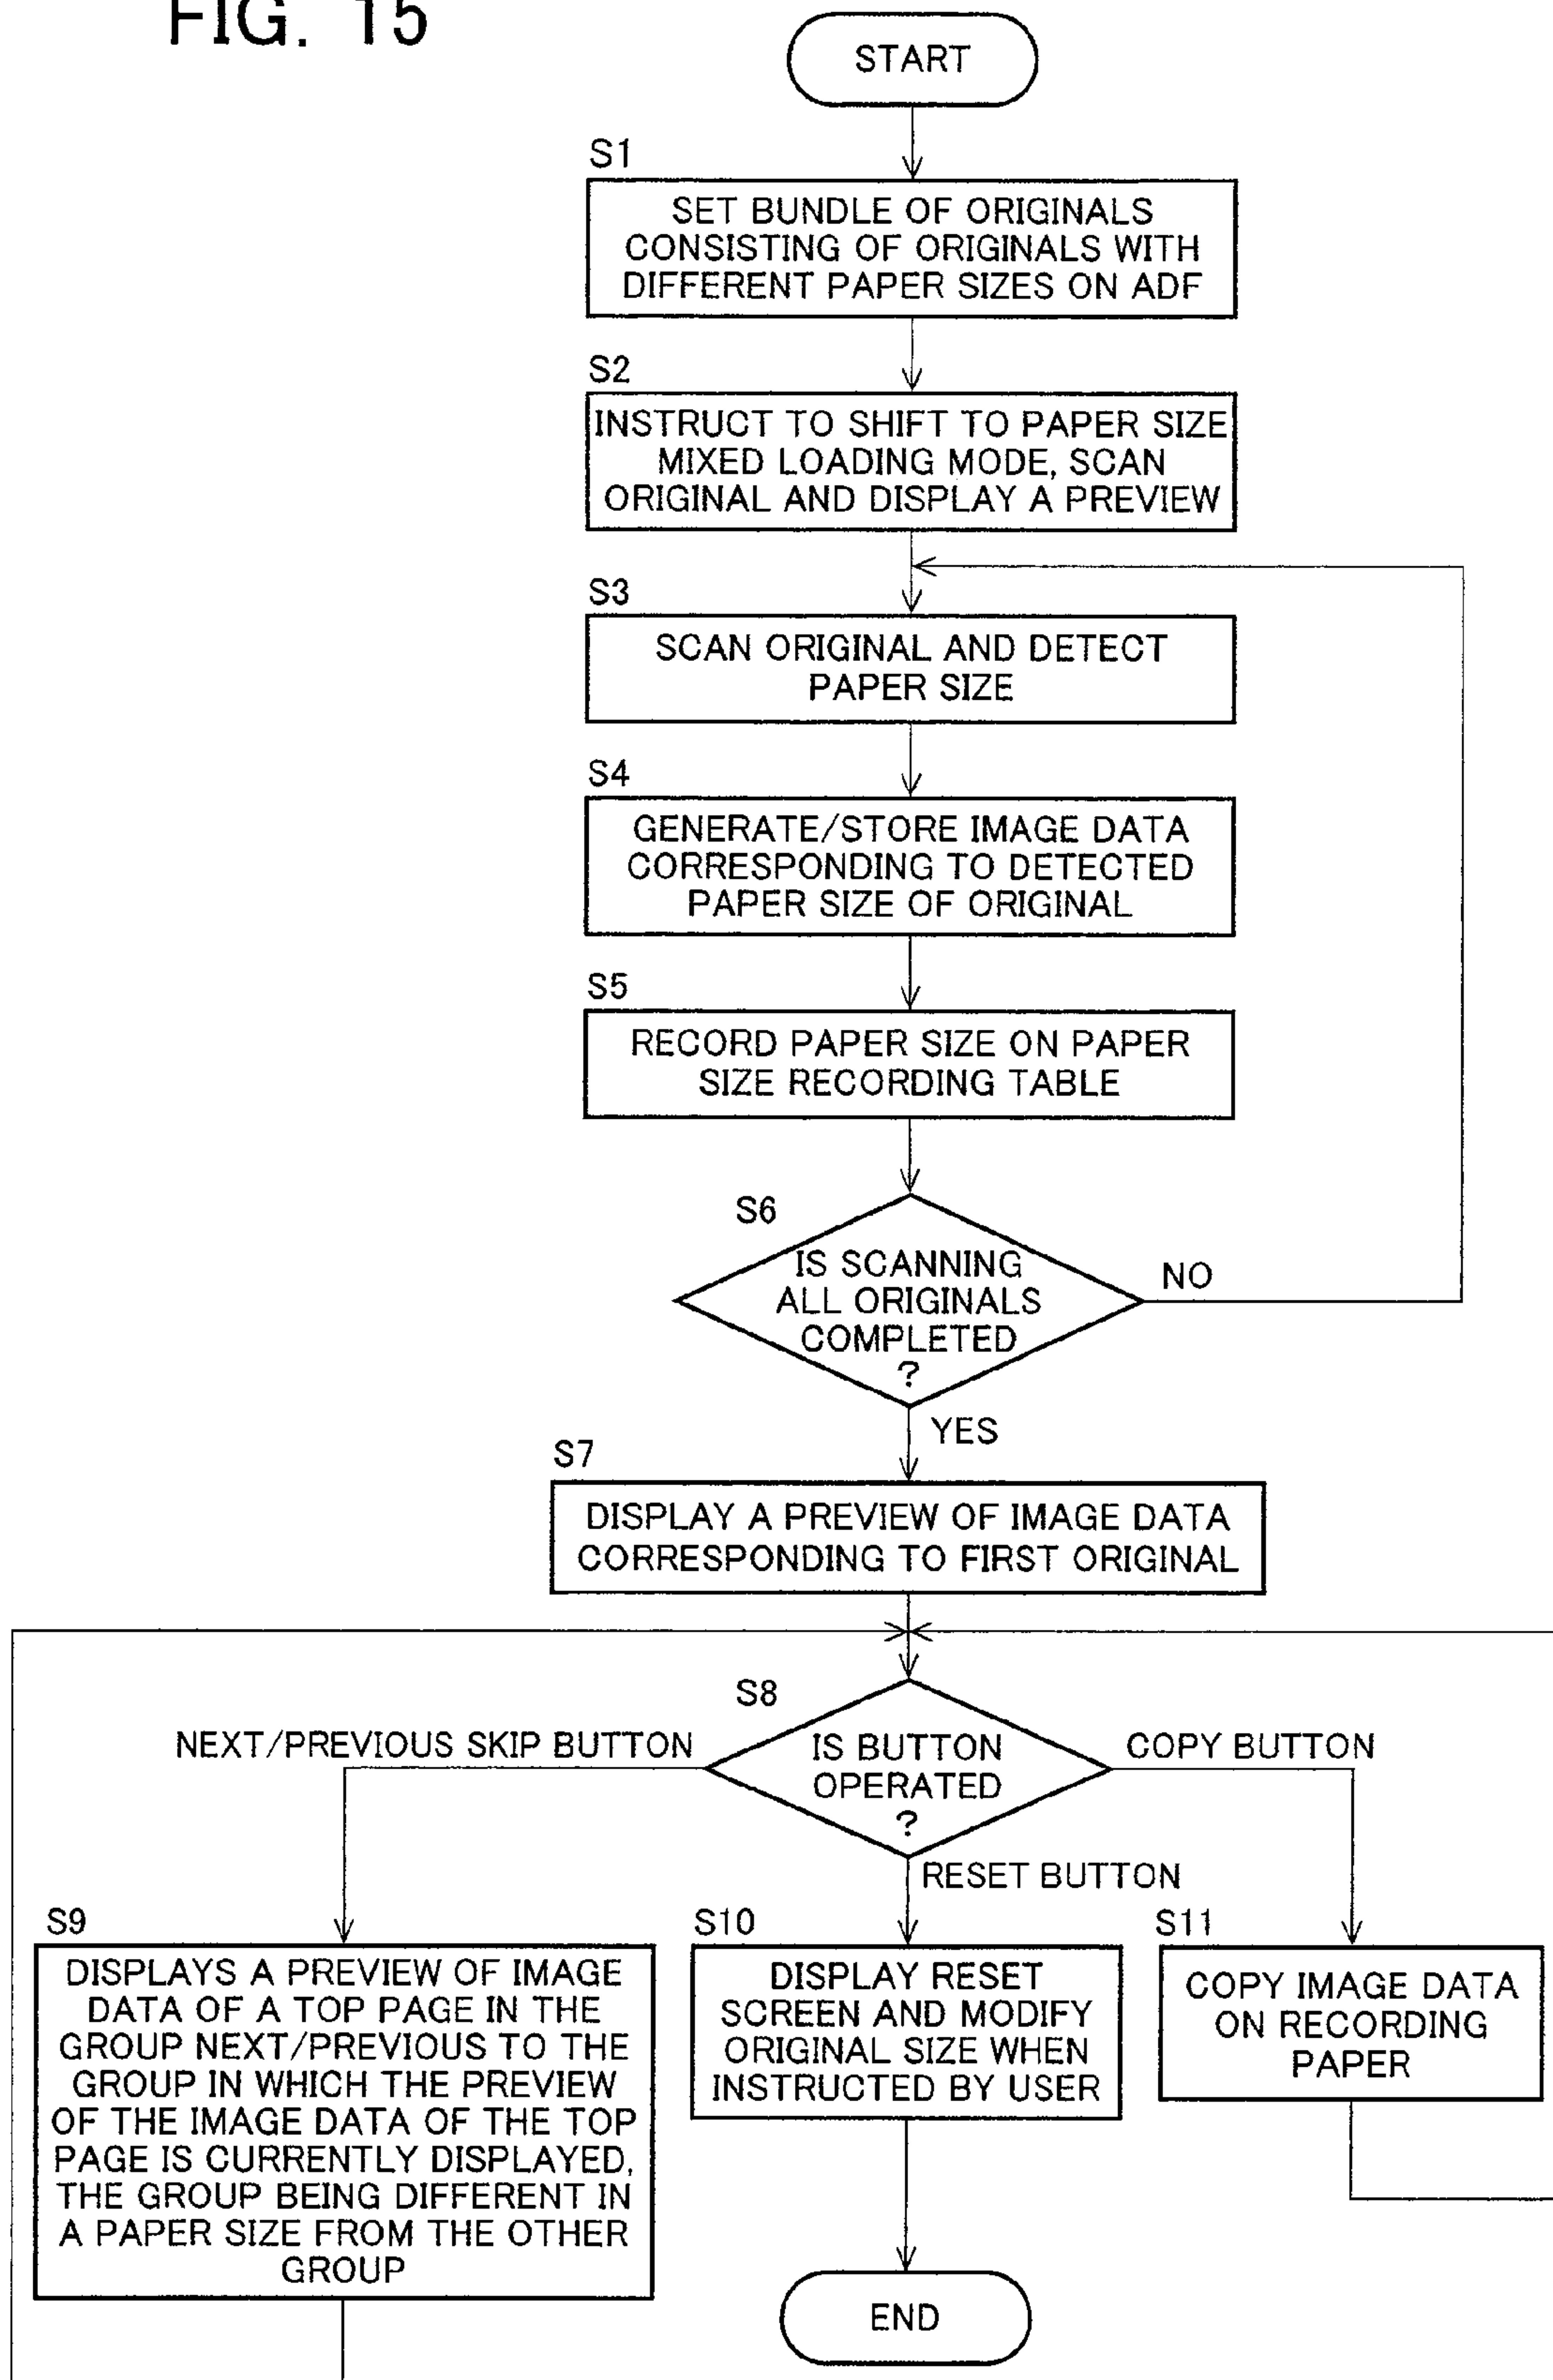 FIG. 15
START
S1
SET BUNDLE OF ORIGINALS
CONSISTING OF ORIGINALS WITH
DIFFERENT PAPER SIZES ON ADF
S2
INSTRUCT TO SHIFT TO PAPER SIZE
MIXED LOADING MODE, SCAN
ORIGINAL AND DISPLAY A PREVIEW
S3
SCAN ORIGINAL AND DETECT
PAPER SIZE
S4
GENERATE/STORE IMAGE DATA
CORRESPONDING TO DETECTED
PAPER SIZE OF ORIGINAL
S5
RECORD PAPER SIZE ON PAPER
SIZE RECORDING TABLE
S6
IS SCANNING
ALL ORIGINALS
COMPLETED
?
NO
YES
S7
DISPLAY A PREVIEW OF IMAGE DATA
CORRESPONDING TO FIRST ORIGINAL
S8
IS BUTTON
OPERATED
?
NEXT/PREVIOUS SKIP BUTTON
COPY BUTTON
RESET BUTTON
S9
DISPLAYS A PREVIEW OF IMAGE
DATA OF A TOP PAGE IN THE
GROUP NEXT/PREVIOUS TO THE
GROUP IN WHICH THE PREVIEW
OF THE IMAGE DATA OF THE TOP
PAGE IS CURRENTLY DISPLAYED,
THE GROUP BEING DIFFERENT IN
A PAPER SIZE FROM THE OTHER
GROUP
S10
DISPLAY RESET
SCREEN AND MODIFY
ORIGINAL SIZE WHEN
INSTRUCTED BY USER
S11
COPY IMAGE DATA
ON RECORDING
PAPER
END